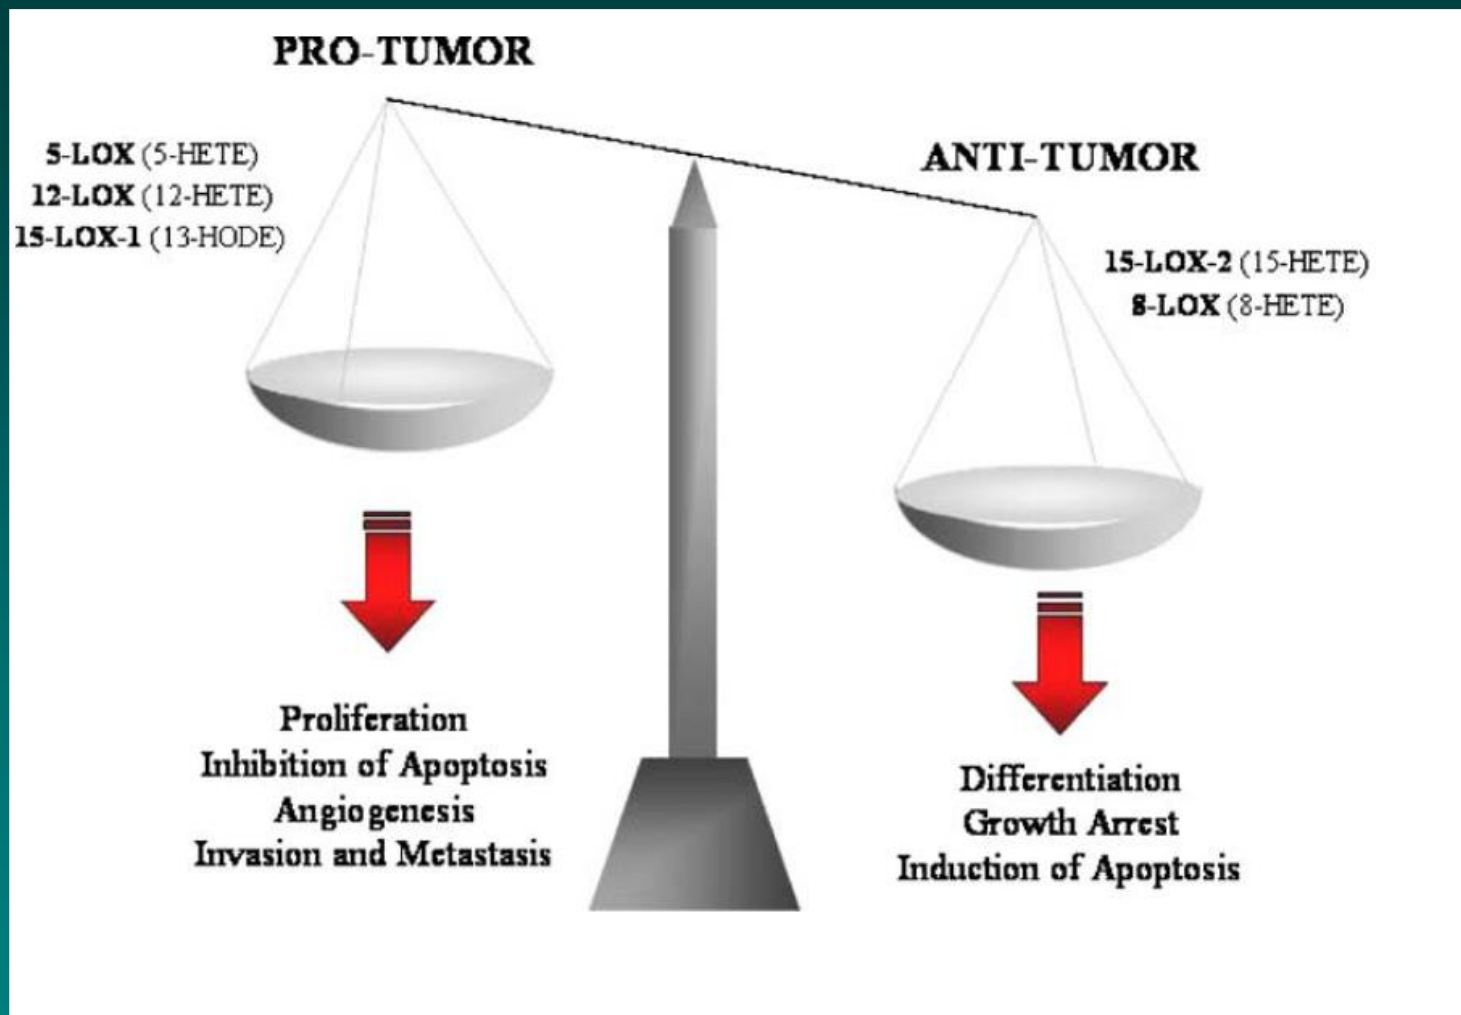 PRO-TUMOR
5-LOX (5-HETE)
12-LOX (12-HETE)
15-LOX-1 (13-HODE)
Proliferation
Inhibition of Apoptosis
Angiogenesis
Invasion and Metastasis
ANTI-TUMOR
15-LOX-2 (15-HETE)
8-LOX (8-HETE)
Differentiation
Growth Arrest
Induction of Apoptosis